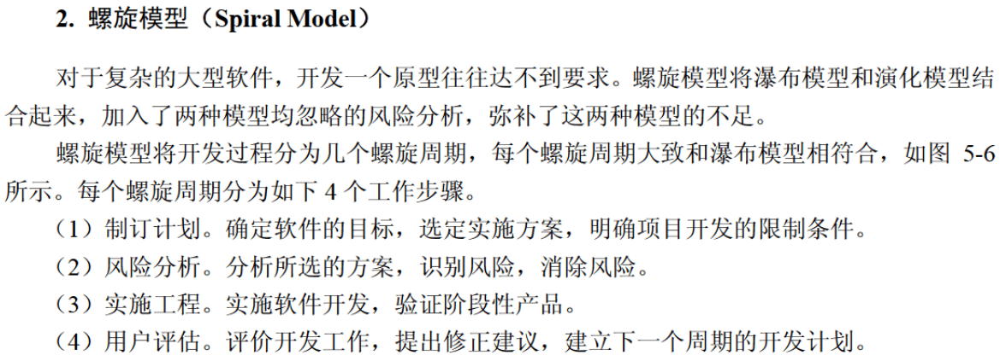 2. 螺旋模型（Spiral Model）
对于复杂的大型软件，开发一个原型往往达不到要求。螺旋模型将瀑布模型和演化模型结
合起来，加入了两种模型均忽略的风险分析，弥补了这两种模型的不足。
螺旋模型将开发过程分为几个螺旋周期，每个螺旋周期大致和瀑布模型相符合，如图 5-6
所示。每个螺旋周期分为如下 4 个工作步骤。
（1）制订计划。确定软件的目标，选定实施方案，明确项目开发的限制条件。
（2）风险分析。分析所选的方案，识别风险，消除风险。
（3）实施工程。实施软件开发，验证阶段性产品。
（4）用户评估。评价开发工作，提出修正建议，建立下一个周期的开发计划。